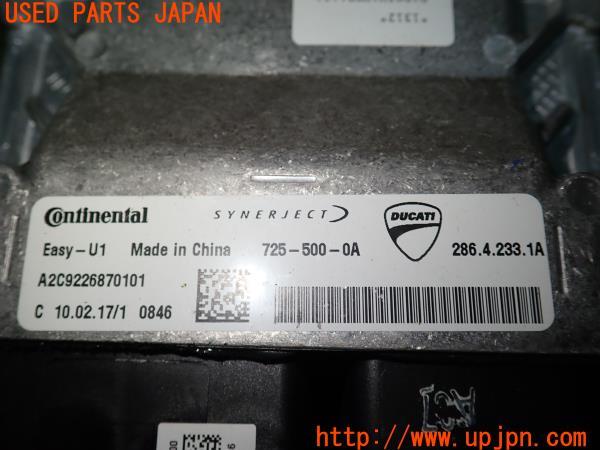 USED PARTS JAPAN
*1312*
Continental SYNERJECT DUCATI
Easy-U1 Made in China 725-500-0A 286.4.233.1A
A2C9226870101
C 10.02.17/1 0846
http://www.upjpn.com/